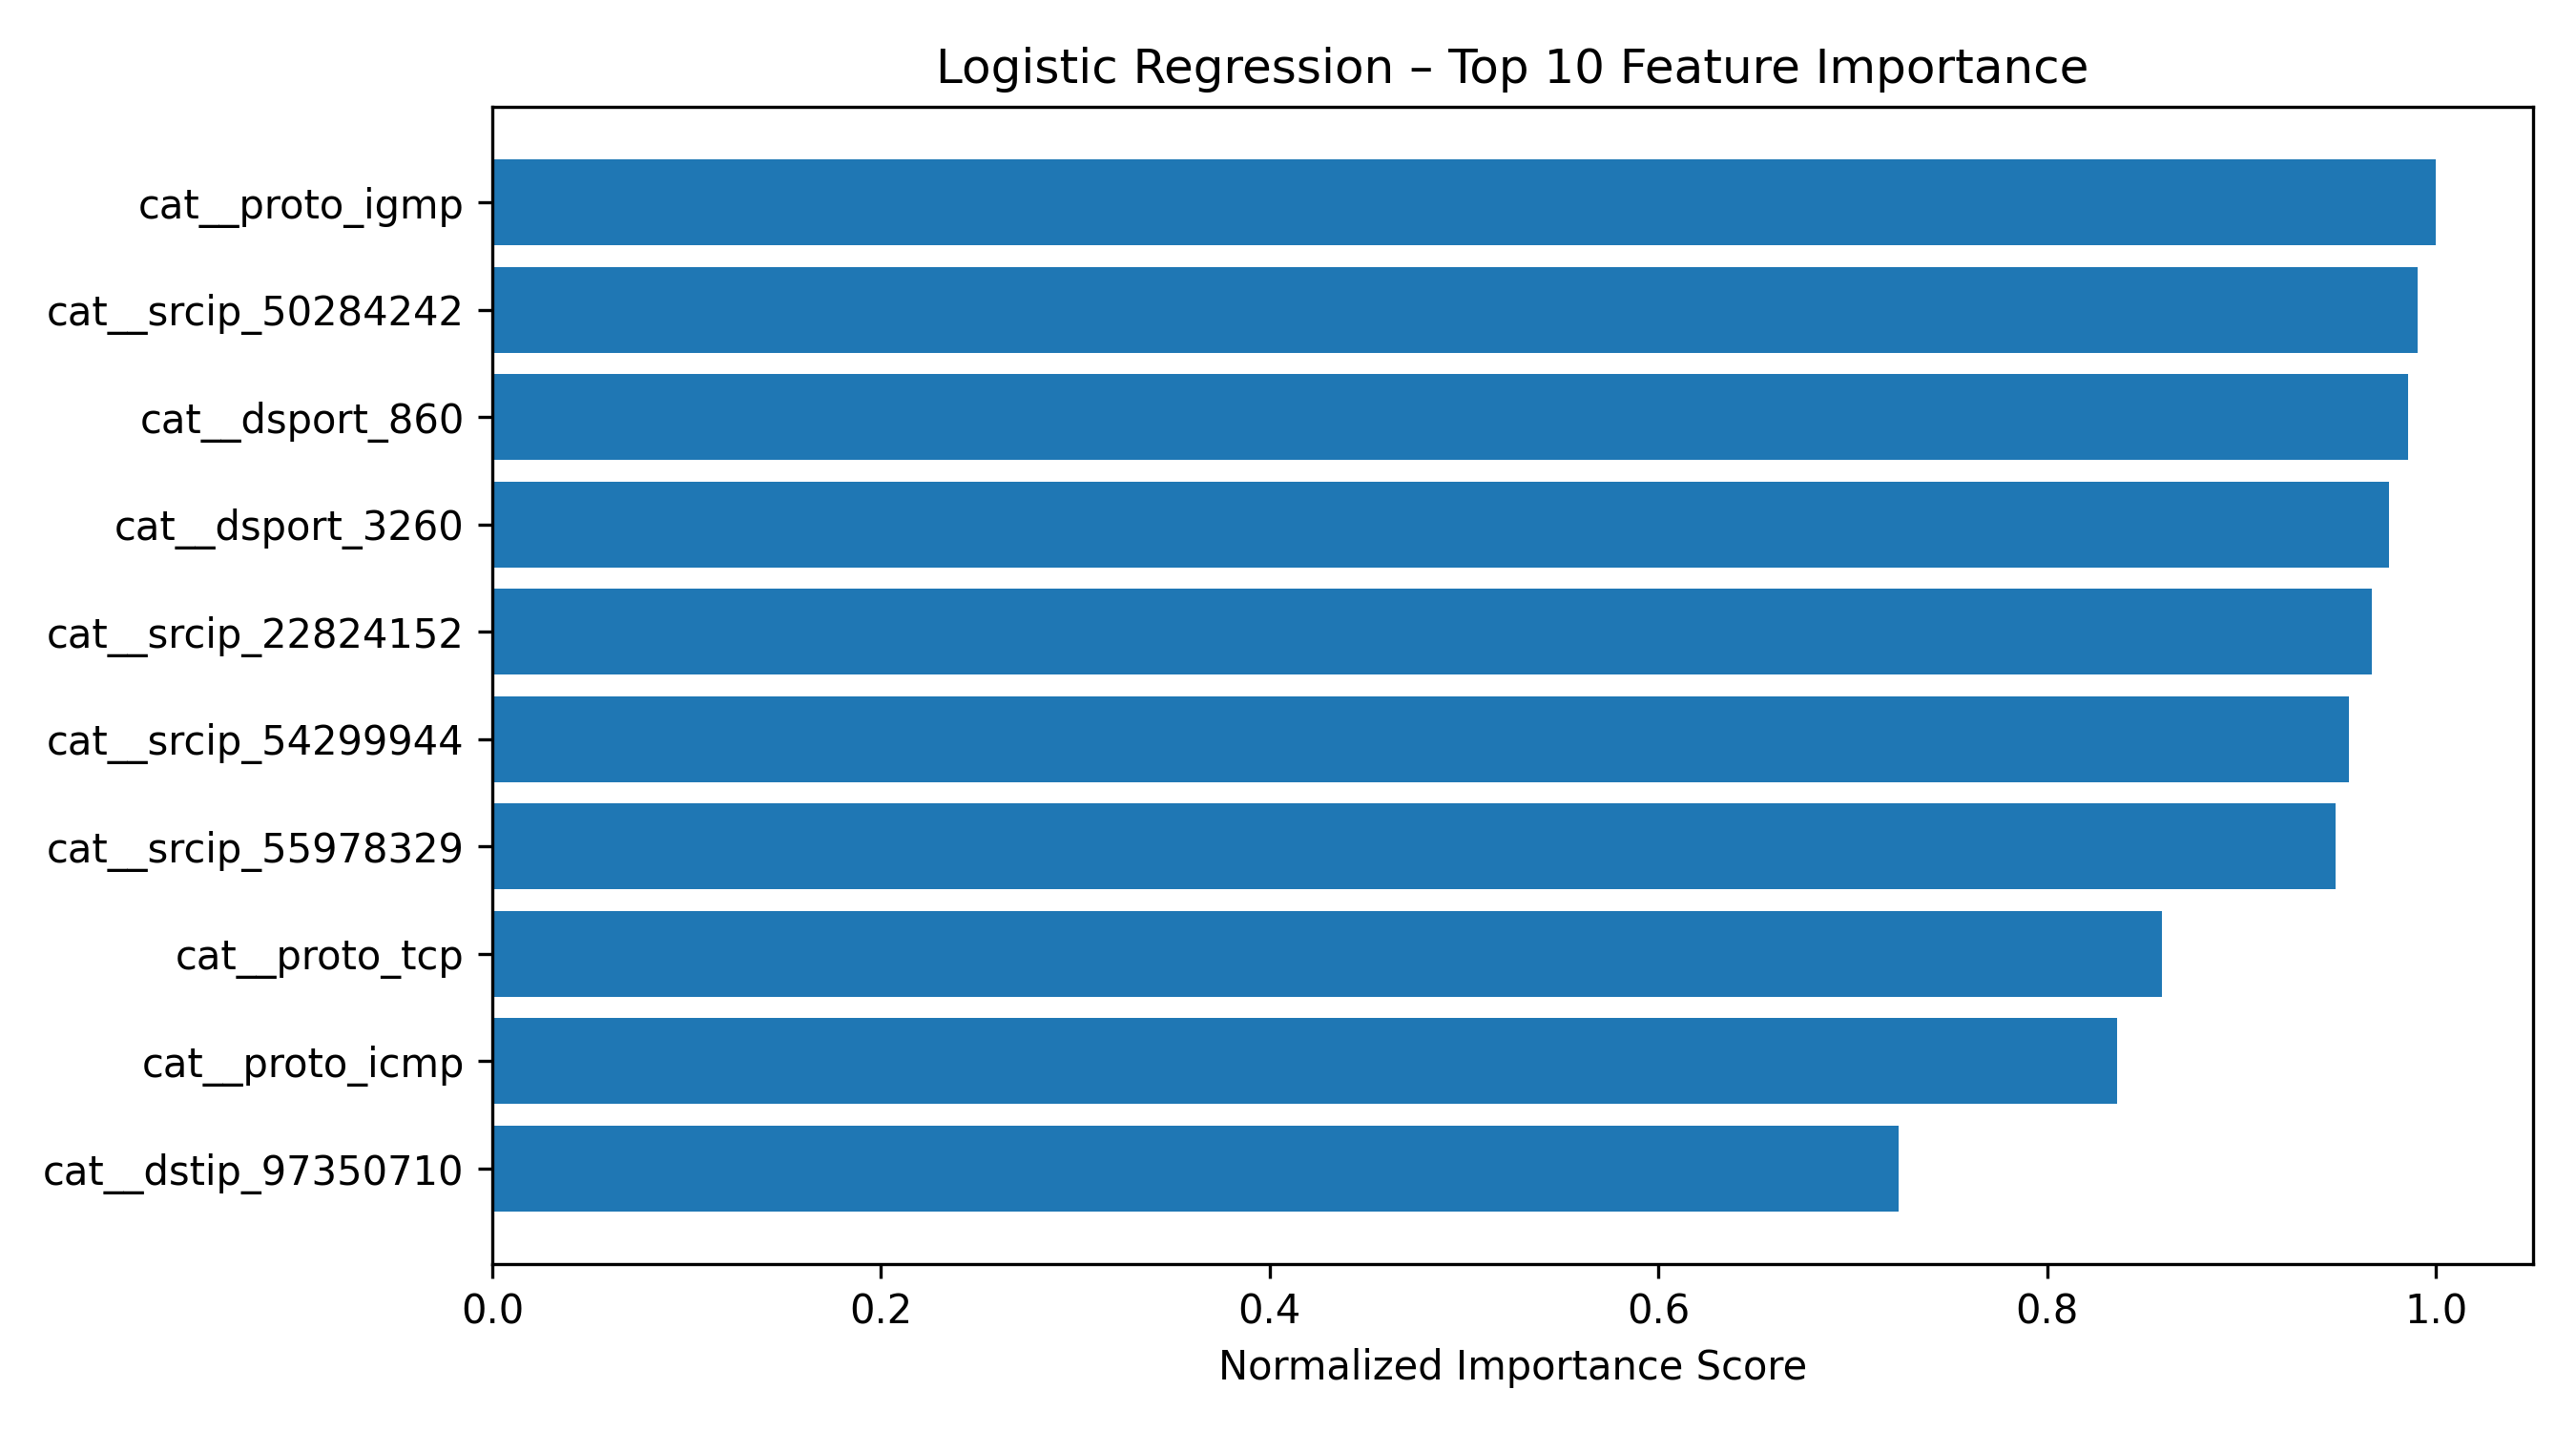 Logistic Regression – Top 10 Feature Importance
cat__proto_igmp
cat__srcip_50284242
cat__dsport_860
cat__dsport_3260
cat__srcip_22824152
cat__srcip_54299944
cat__srcip_55978329
cat__proto_tcp
cat__proto_icmp
cat__dstip_97350710
0.0 0.2 0.4 0.6 0.8 1.0
Normalized Importance Score